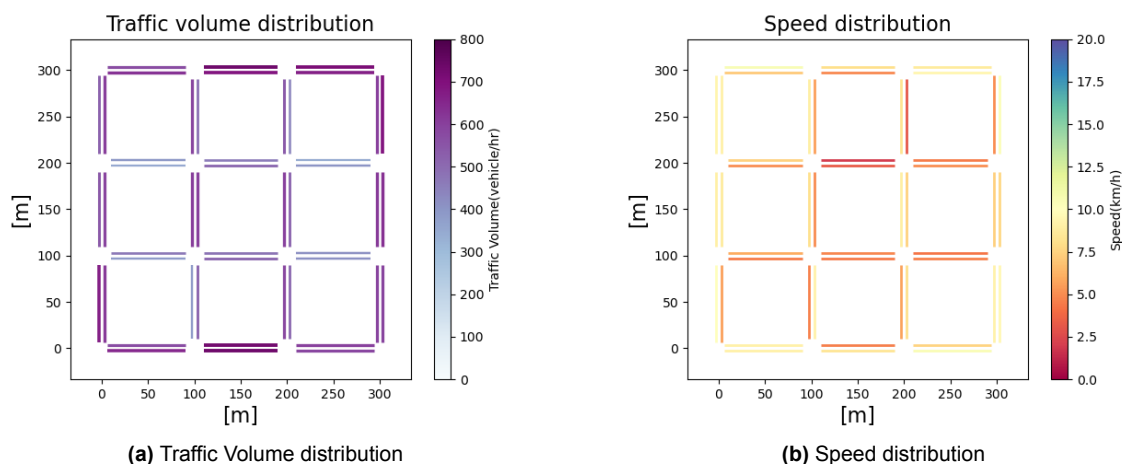 Traffic volume distribution
300
250
200
150
100
50
0
[m]
0 50 100 150 200 250 300
[m]
800
700
600
500
400
300
200
100
0
Traffic Volume(vehicle/hr)
(a) Traffic Volume distribution
Speed distribution
300
250
200
150
100
50
0
[m]
0 50 100 150 200 250 300
[m]
20.0
17.5
15.0
12.5
10.0
7.5
5.0
2.5
0.0
Speed(km/h)
(b) Speed distribution